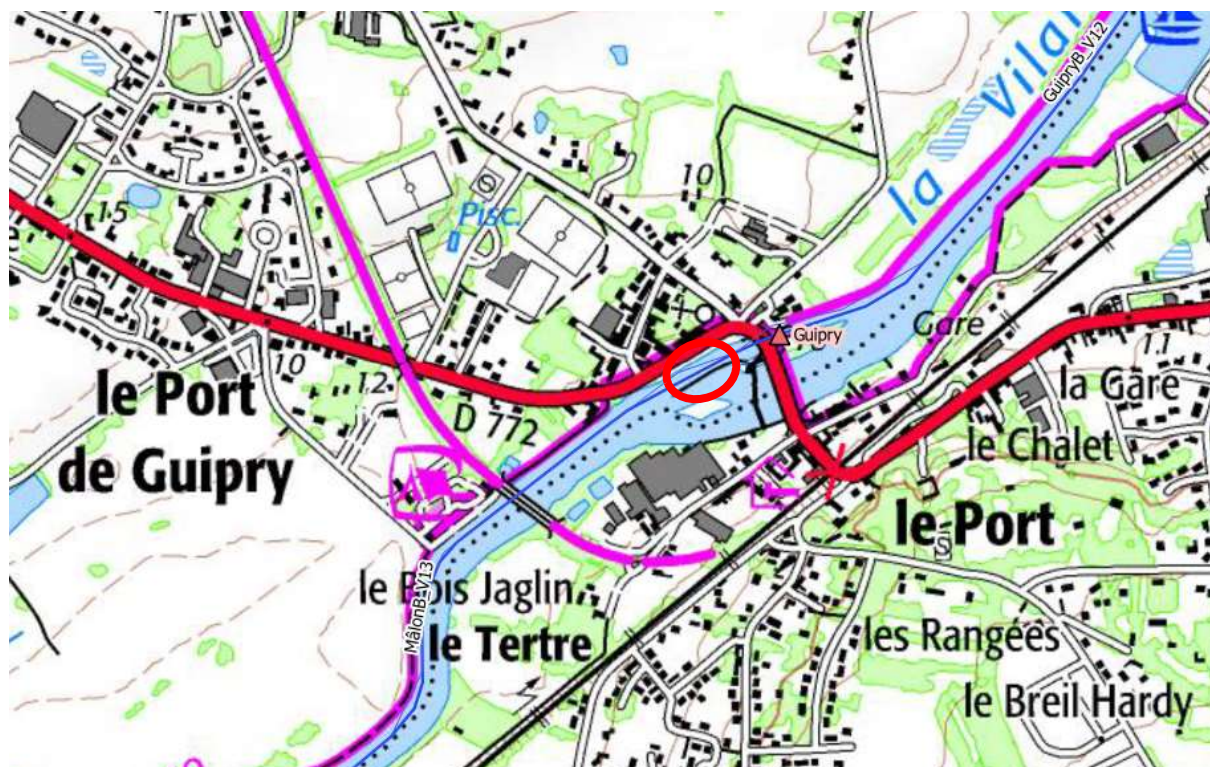 GuipryB_V12
la Vilai
10
15
Pisc.
Guipry
Gare
11
10
12
la Gare
le Port
de Guipry
D 772
le Chalet
le Port
S
le Bois Jaglin
MâlonB_V13
le Tertre
les Rangées
le Breil Hardy